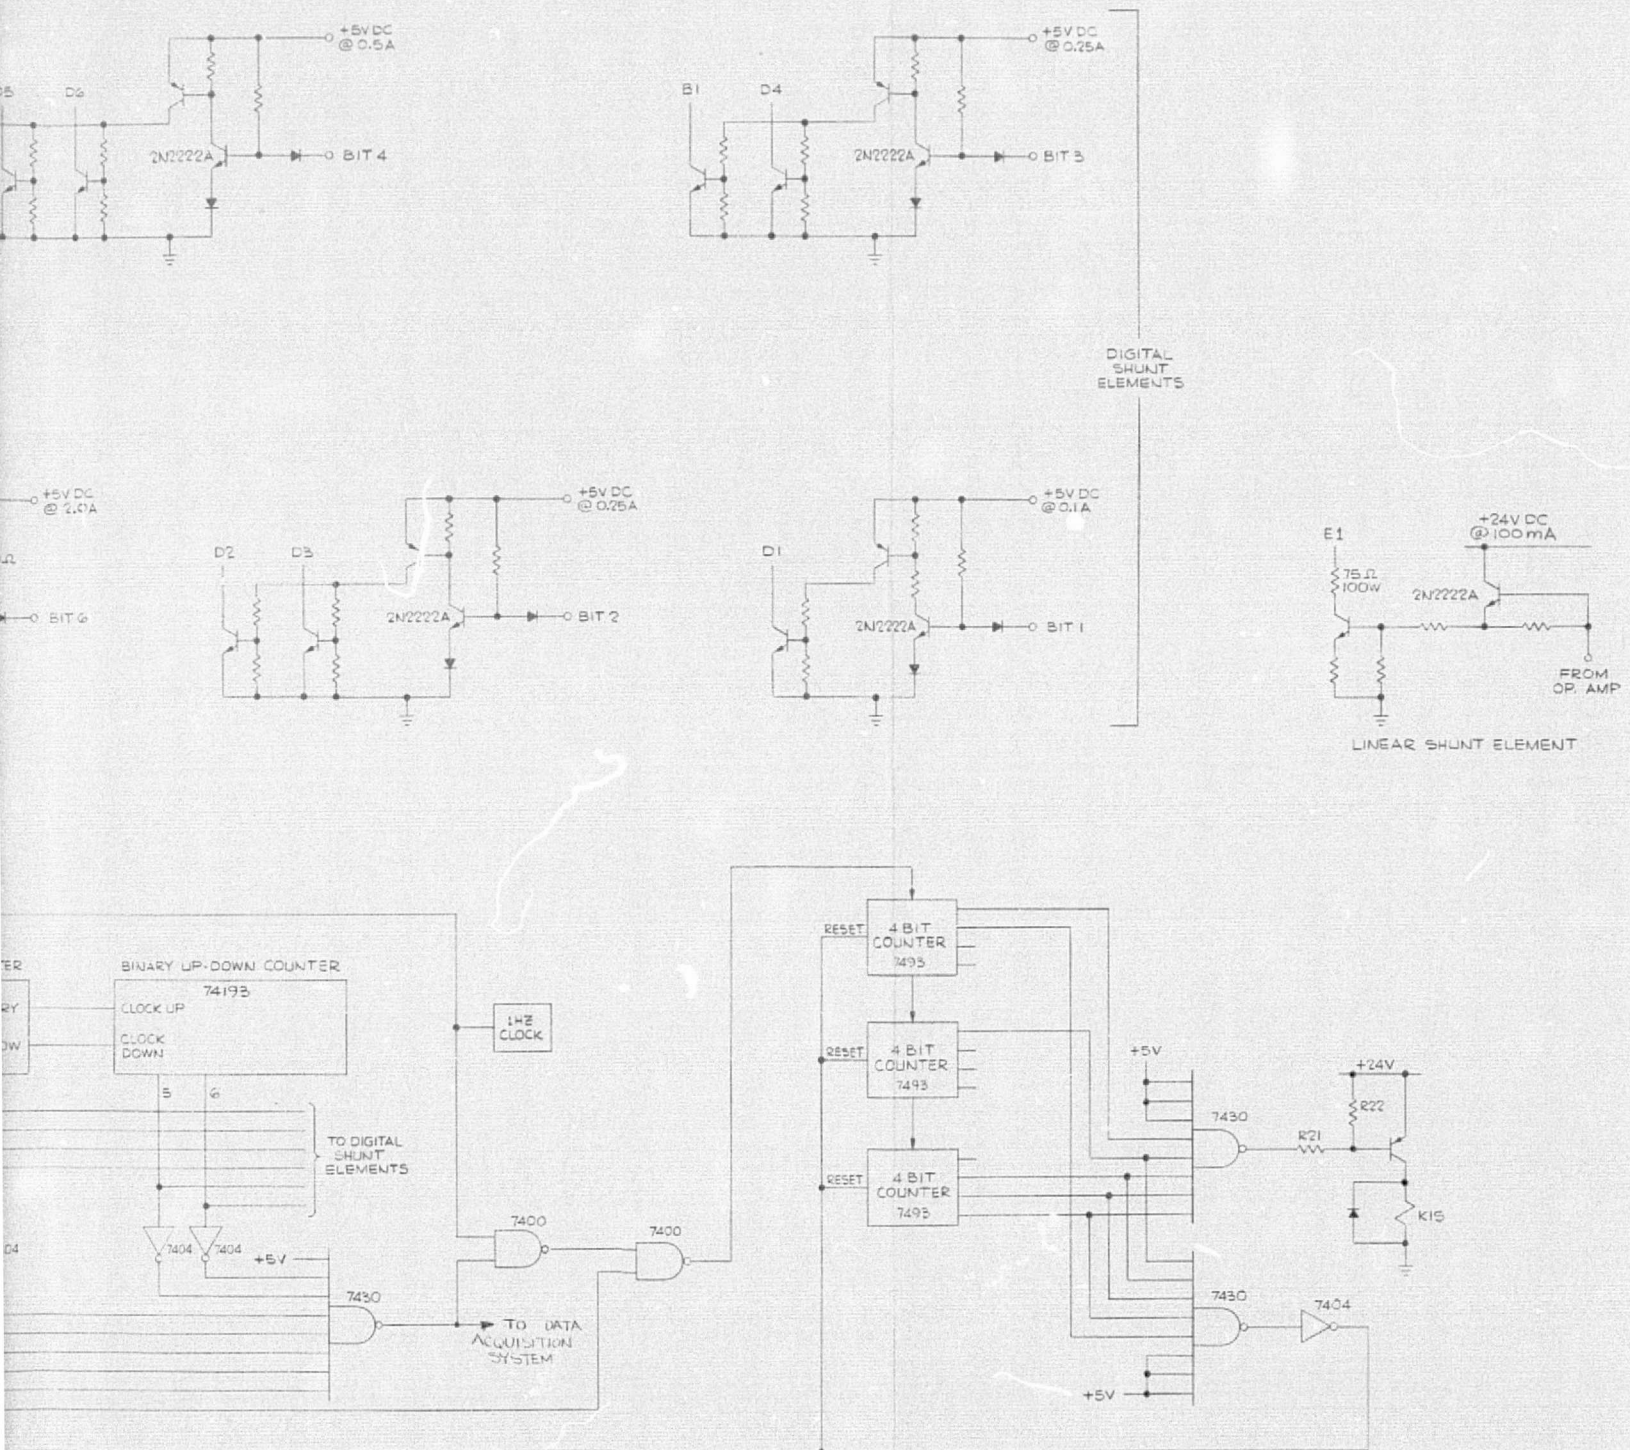 +5V DC
@ 0.5A
D6
2N2222A
BIT 4
+5V DC
@ 0.25A
B1
D4
2N2222A
BIT 3
DIGITAL
SHUNT
ELEMENTS
+5V DC
@ 2.0A
BIT 6
+5V DC
@ 0.25A
D2
D3
2N2222A
BIT 2
+5V DC
@ 0.1A
D1
2N2222A
BIT 1
E1
75Ω
100W
+24V DC
@ 100mA
2N2222A
FROM
OP. AMP
LINEAR SHUNT ELEMENT
BINARY UP-DOWN COUNTER
74193
CLOCK UP
CLOCK
DOWN
5
6
TO DIGITAL
SHUNT
ELEMENTS
1HZ
CLOCK
7404
7404
+5V
7430
7400
7400
TO DATA
ACQUISITION
SYSTEM
RESET
4 BIT
COUNTER
7493
RESET
4 BIT
COUNTER
7493
RESET
4 BIT
COUNTER
7493
+5V
7430
R21
R22
+24V
K15
7430
7404
+5V